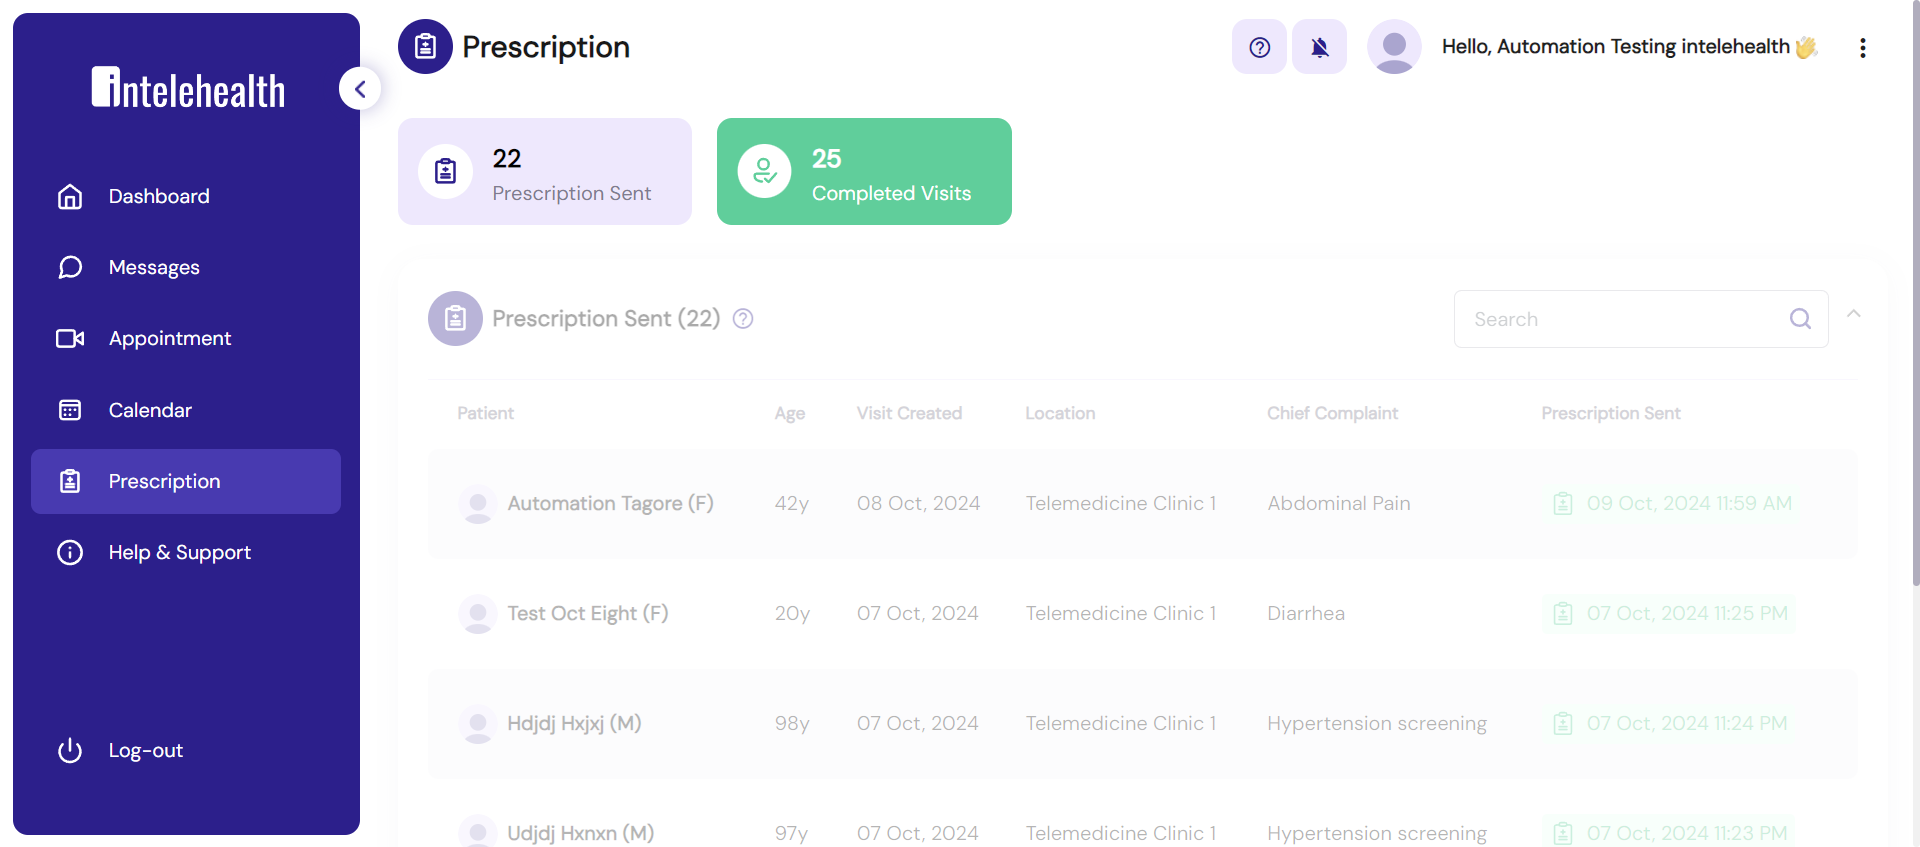 intelehealth
Dashboard
Messages
Appointment
Calendar
Prescription
Help & Support
Log-out
Prescription
Hello, Automation Testing intelehealth 👋
22
Prescription Sent
25
Completed Visits
Prescription Sent (22)
Search
Patient Age Visit Created Location Chief Complaint Prescription Sent
Automation Tagore (F) 42y 08 Oct, 2024 Telemedicine Clinic 1 Abdominal Pain 09 Oct, 2024 11:59 AM
Test Oct Eight (F) 20y 07 Oct, 2024 Telemedicine Clinic 1 Diarrhea 07 Oct, 2024 11:25 PM
Hdjdj Hxjxj (M) 98y 07 Oct, 2024 Telemedicine Clinic 1 Hypertension screening 07 Oct, 2024 11:24 PM
Udjdj Hxnxn (M) 97y 07 Oct, 2024 Telemedicine Clinic 1 Hypertension screening 07 Oct, 2024 11:23 PM